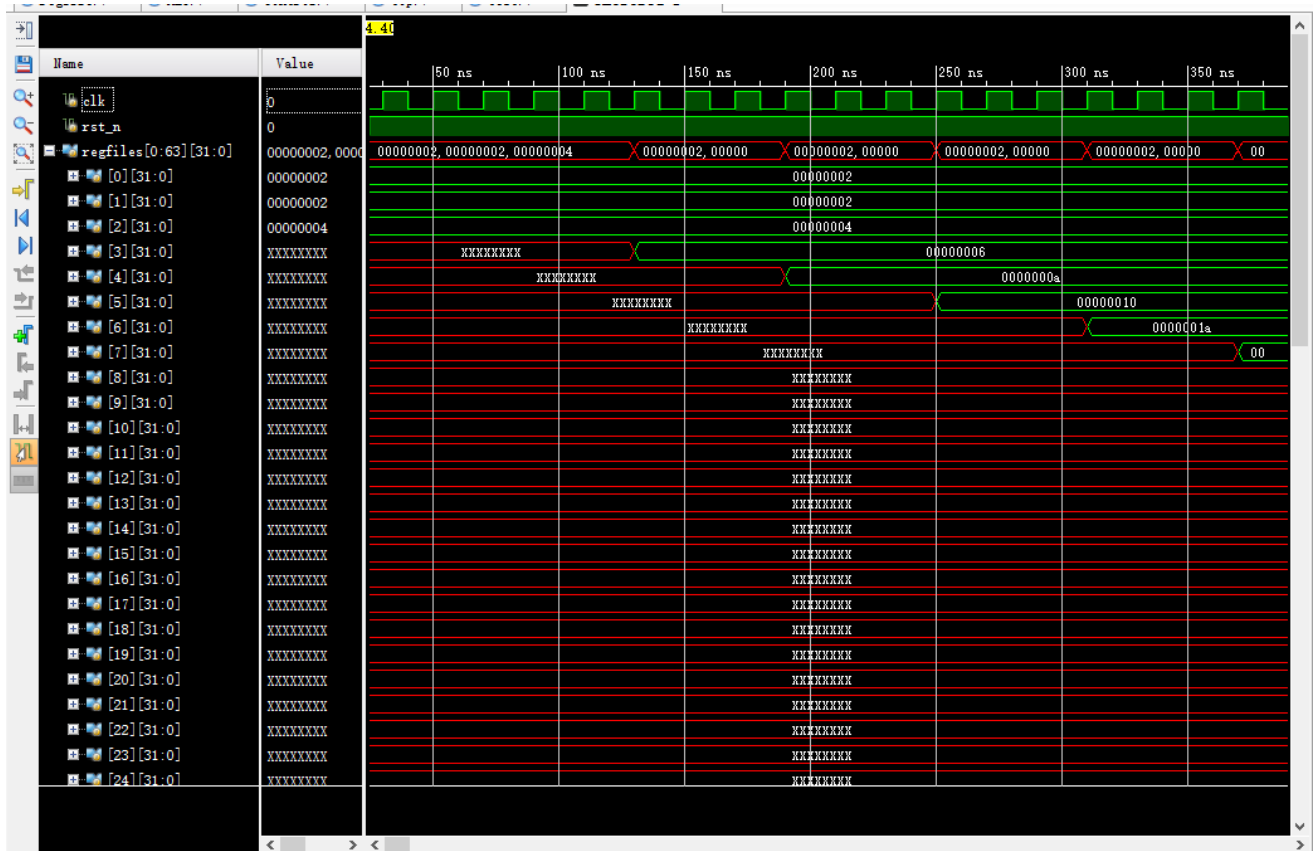 4.40
Name Value
50 ns 100 ns 150 ns 200 ns 250 ns 300 ns 350 ns
clk 0
rst_n 0
regfiles[0:63][31:0] 00000002,0000 00000002,00000002,00000004 00000002,00000 00000002,00000 00000002,00000 00000002,00000 00
[0][31:0] 00000002 00000002
[1][31:0] 00000002 00000002
[2][31:0] 00000004 00000004
[3][31:0] XXXXXXXX XXXXXXXX 00000006
[4][31:0] XXXXXXXX XXXXXXXX 0000000a
[5][31:0] XXXXXXXX XXXXXXXX 00000010
[6][31:0] XXXXXXXX XXXXXXXX 0000001a
[7][31:0] XXXXXXXX XXXXXXXX 00
[8][31:0] XXXXXXXX XXXXXXXX
[9][31:0] XXXXXXXX XXXXXXXX
[10][31:0] XXXXXXXX XXXXXXXX
[11][31:0] XXXXXXXX XXXXXXXX
[12][31:0] XXXXXXXX XXXXXXXX
[13][31:0] XXXXXXXX XXXXXXXX
[14][31:0] XXXXXXXX XXXXXXXX
[15][31:0] XXXXXXXX XXXXXXXX
[16][31:0] XXXXXXXX XXXXXXXX
[17][31:0] XXXXXXXX XXXXXXXX
[18][31:0] XXXXXXXX XXXXXXXX
[19][31:0] XXXXXXXX XXXXXXXX
[20][31:0] XXXXXXXX XXXXXXXX
[21][31:0] XXXXXXXX XXXXXXXX
[22][31:0] XXXXXXXX XXXXXXXX
[23][31:0] XXXXXXXX XXXXXXXX
[24][31:0] XXXXXXXX XXXXXXXX